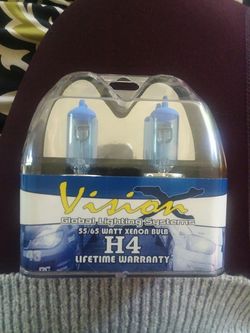 Vision X
Global Lighting Systems
55/65 WATT XENON BULB
H4
LIFETIME WARRANTY